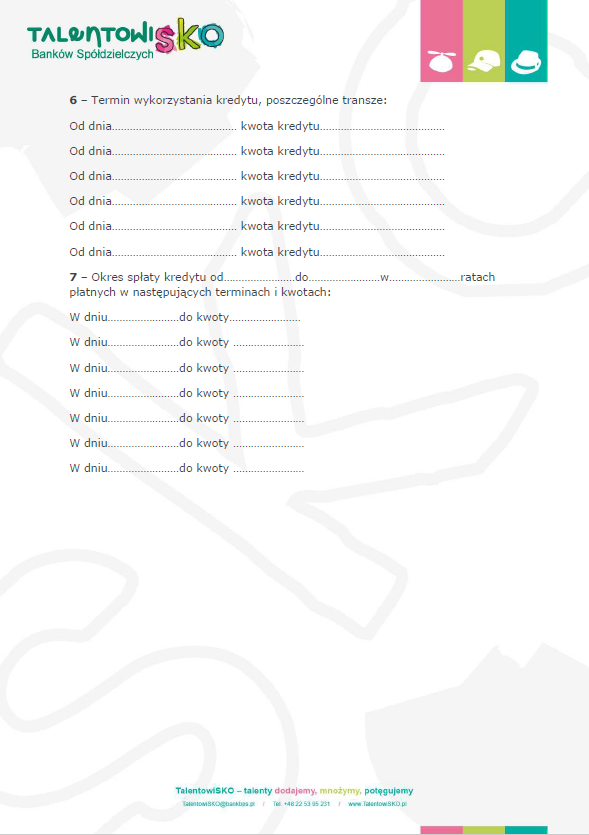 TALENTOWISKO
Banków Spółdzielczych
6 – Termin wykorzystania kredytu, poszczególne transze:
Od dnia.......................................... kwota kredytu..........................................
Od dnia.......................................... kwota kredytu..........................................
Od dnia.......................................... kwota kredytu..........................................
Od dnia.......................................... kwota kredytu..........................................
Od dnia.......................................... kwota kredytu..........................................
Od dnia.......................................... kwota kredytu..........................................
7 – Okres spłaty kredytu od........................do........................w........................ratach
płatnych w następujących terminach i kwotach:
W dniu........................do kwoty........................
W dniu........................do kwoty ........................
W dniu........................do kwoty ........................
W dniu........................do kwoty ........................
W dniu........................do kwoty ........................
W dniu........................do kwoty ........................
W dniu........................do kwoty ........................
TalentowiSKO – talenty dodajemy, mnożymy, potęgujemy
TalentowiSKO@bankbps.pl / Tel. +48 22 53 95 231 / www.TalentowiSKO.pl